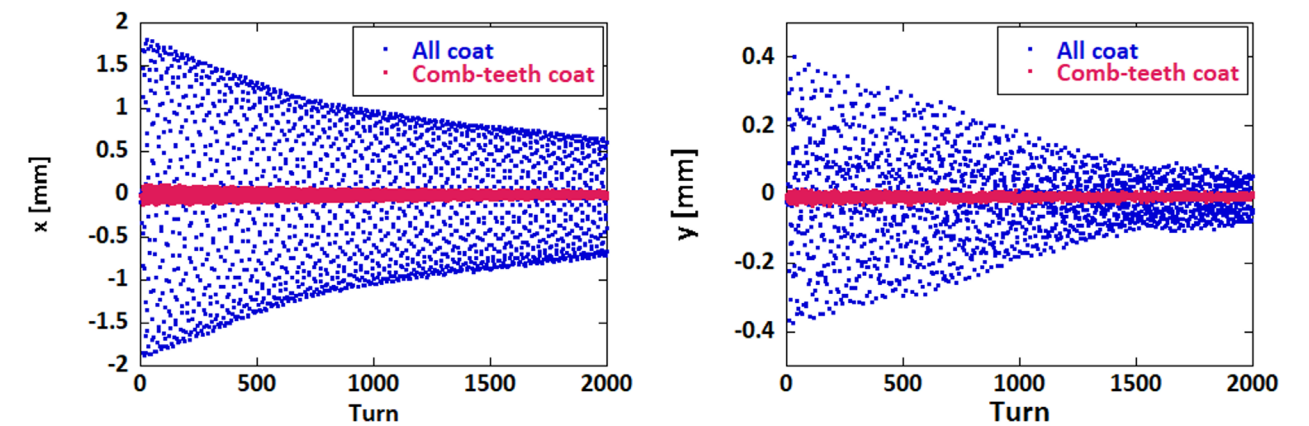 2
1.5
1
0.5
0
-0.5
-1
-1.5
-2
x [mm]
All coat
Comb-teeth coat
0 500 1000 1500 2000
Turn
0.4
0.2
0
-0.2
-0.4
y [mm]
All coat
Comb-teeth coat
0 500 1000 1500 2000
Turn